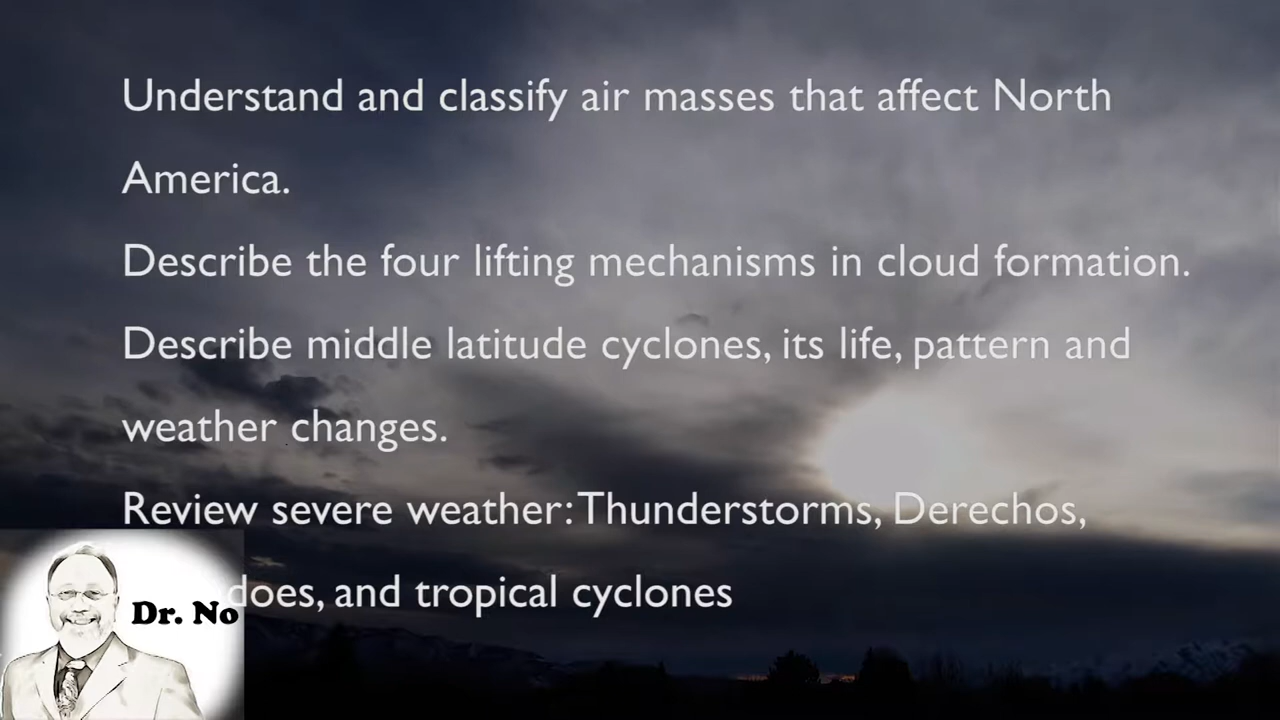 Understand and classify air masses that affect North
America.
Describe the four lifting mechanisms in cloud formation.
Describe middle latitude cyclones, its life, pattern and
weather changes.
Review severe weather: Thunderstorms, Derechos,
does, and tropical cyclones
Dr. No